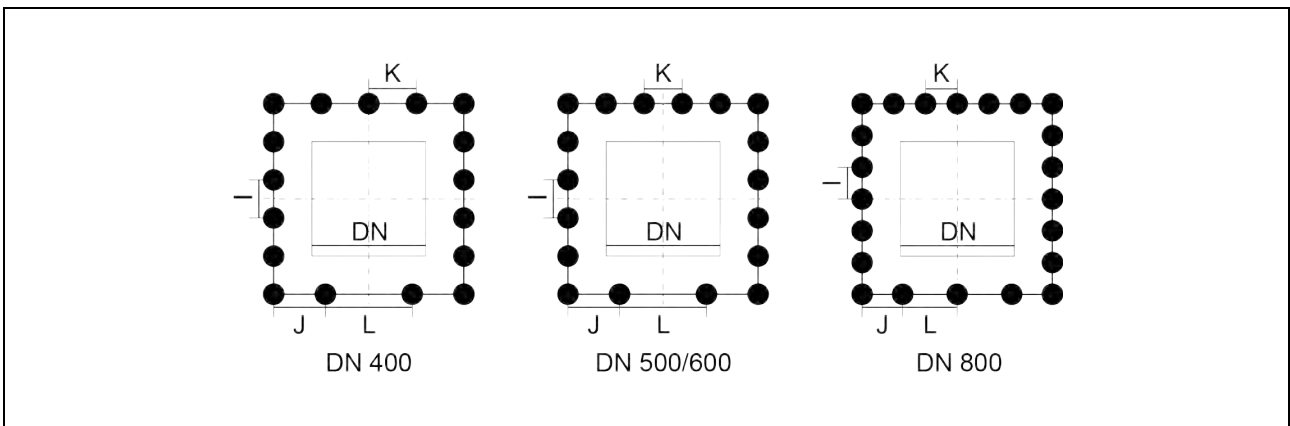 K K K
I I I
DN DN DN
J L J L J L
DN 400 DN 500/600 DN 800